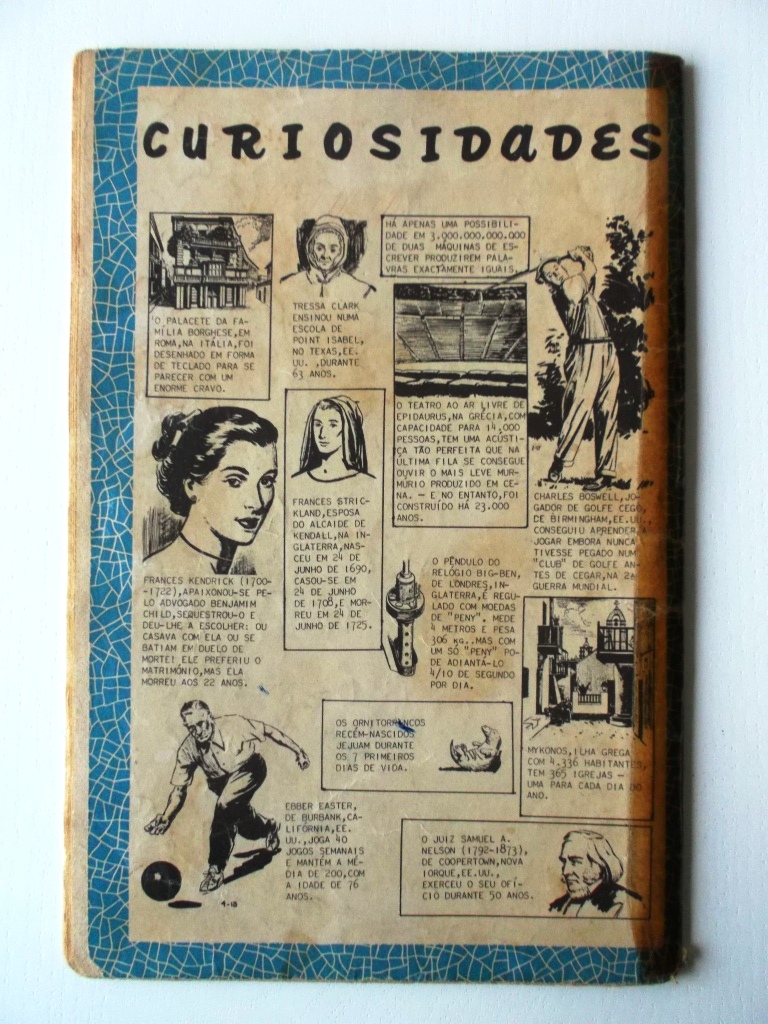 CURIOSIDADES
O PALACETE DA FA-
MÍLIA BORGHESE,EM
ROMA,NA ITÁLIA,FOI
DESENHADO EM FORMA
DE TECLADO PARA SE
PARECER COM UM
ENORME CRAVO.
TRESSA CLARK
ENSINOU NUMA
ESCOLA DE
POINT ISABEL,
NO TEXAS,EE.
UU. ,DURANTE
63 ANOS.
HÁ APENAS UMA POSSIBILI-
DADE EM 3.000.000.000.000
DE DUAS MÁQUINAS DE ES-
CREVER PRODUZIREM PALA-
VRAS EXACTAMENTE IGUAIS.
O TEATRO AO AR LIVRE DE
EPIDAURUS,NA GRÉCIA,COM
CAPACIDADE PARA 14.000
PESSOAS,TEM UMA ACÚSTI-
ÇA TÃO PERFEITA QUE NA
ÚLTIMA FILA SE CONSEGUE
OUVIR O MAIS LEVE MUR-
MÚRIO PRODUZIDO EM CE-
NA. — E NO ENTANTO,FOI
CONSTRUÍDO HÁ 23.000
ANOS.
CHARLES BOSWELL,JO-
GADOR DE GOLFE CEGO,
DE BIRMINGHAM,EE.UU.,
CONSEGUIU APRENDER A
JOGAR EMBORA NUNCA
TIVESSE PEGADO NUM
"CLUB" DE GOLFE AN-
TES DE CEGAR,NA 2ª
GUERRA MUNDIAL.
FRANCES KENDRICK (1700-
-1722),APAIXONOU-SE PE-
LO ADVOGADO BENJAMIM
CHILD,SEQUESTROU-O E
DEU-LHE A ESCOLHER: OU
CASAVA COM ELA OU SE
BATIAM EM DUELO DE
MORTE! ELE PREFERIU O
MATRIMÓNIO,MAS ELA
MORREU AOS 22 ANOS.
FRANCES STRIC-
KLAND,ESPOSA
DO ALCAIDE DE
KENDALL,NA IN-
GLATERRA,NAS-
CEU EM 24 DE
JUNHO DE 1690,
CASOU-SE EM
24 DE JUNHO
DE 1708,E MOR-
REU EM 24 DE
JUNHO DE 1725.
O PÊNDULO DO
RELÓGIO BIG-BEN,
DE LONDRES,IN-
GLATERRA,É REGU-
LADO COM MOEDAS
DE "PENY". MEDE
4 METROS E PESA
306 KG..MAS COM
UM SÓ "PENY" PO-
DE ADIANTÁ-LO
4/10 DE SEGUNDO
POR DIA.
MYKONOS,ILHA GREGA
COM 4.336 HABITANTES,
TEM 365 IGREJAS —
UMA PARA CADA DIA DO
ANO.
OS ORNITORRINCOS
RECÉM-NASCIDOS
JEJUAM DURANTE
OS 7 PRIMEIROS
DIAS DE VIDA.
EBBER EASTER,
DE BURBANK,CA-
LIFÓRNIA,EE.
UU.,JOGA 40
JOGOS SEMANAIS
E MANTÉM A MÉ-
DIA DE 200,COM
A IDADE DE 76
ANOS.
9-18
O JUIZ SAMUEL A.
NELSON (1792-1873),
DE COOPERTOWN,NOVA
IORQUE,EE.UU.,
EXERCEU O SEU OFÍ-
CIO DURANTE 50 ANOS.